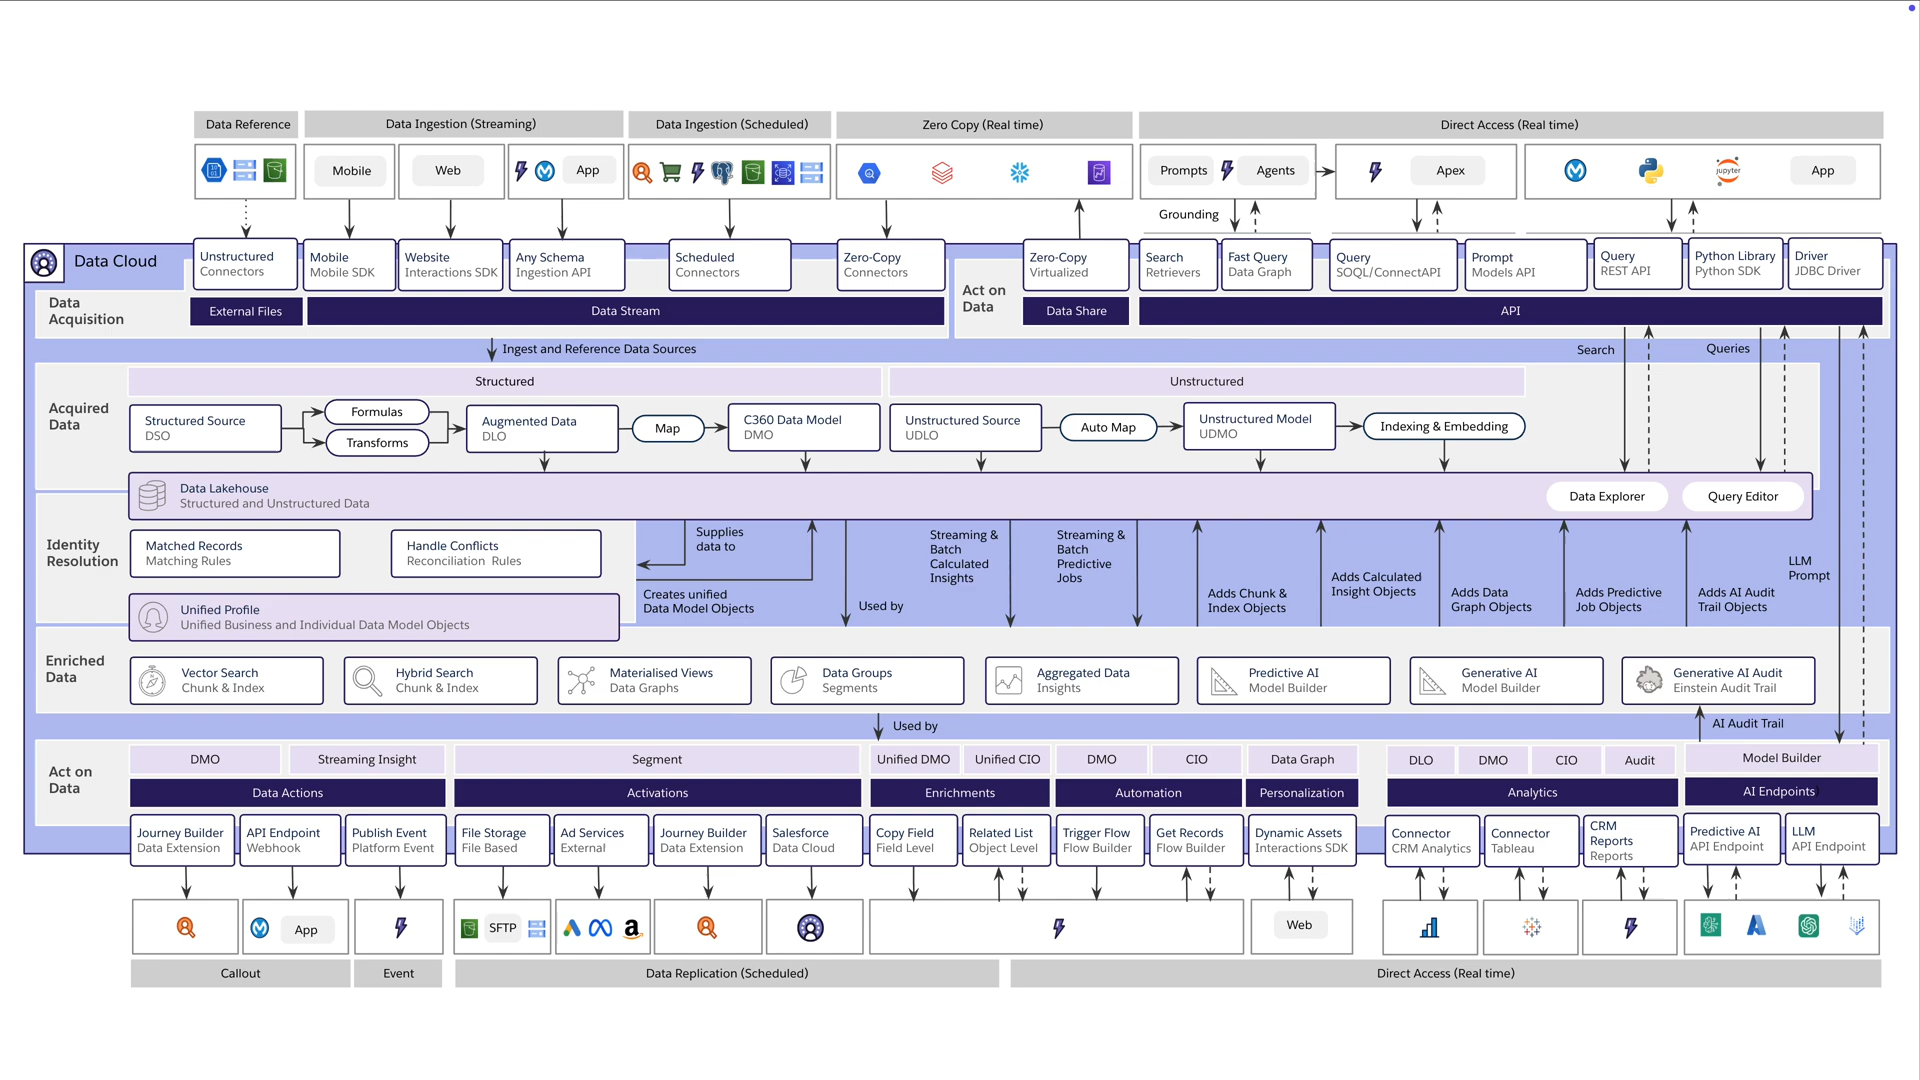 Data Reference
Data Ingestion (Streaming)
Data Ingestion (Scheduled)
Zero Copy (Real time)
Direct Access (Real time)
Mobile
Web
App
Prompts
Agents
Apex
jupyter
App
Grounding
Data Cloud
Unstructured
Connectors
Mobile
Mobile SDK
Website
Interactions SDK
Any Schema
Ingestion API
Scheduled
Connectors
Zero-Copy
Connectors
Zero-Copy
Virtualized
Search
Retrievers
Fast Query
Data Graph
Query
SOQL/ConnectAPI
Prompt
Models API
Query
REST API
Python Library
Python SDK
Driver
JDBC Driver
Data
Acquisition
External Files
Data Stream
Act on
Data
Data Share
API
Ingest and Reference Data Sources
Search
Queries
Acquired
Data
Structured
Unstructured
Structured Source
DSO
Formulas
Transforms
Augmented Data
DLO
Map
C360 Data Model
DMO
Unstructured Source
UDLO
Auto Map
Unstructured Model
UDMO
Indexing & Embedding
Data Lakehouse
Structured and Unstructured Data
Data Explorer
Query Editor
Identity
Resolution
Matched Records
Matching Rules
Handle Conflicts
Reconciliation Rules
Unified Profile
Unified Business and Individual Data Model Objects
Supplies
data to
Creates unified
Data Model Objects
Used by
Streaming &
Batch
Calculated
Insights
Streaming &
Batch
Predictive
Jobs
Adds Chunk &
Index Objects
Adds Calculated
Insight Objects
Adds Data
Graph Objects
Adds Predictive
Job Objects
Adds AI Audit
Trail Objects
LLM
Prompt
Enriched
Data
Vector Search
Chunk & Index
Hybrid Search
Chunk & Index
Materialised Views
Data Graphs
Data Groups
Segments
Aggregated Data
Insights
Predictive AI
Model Builder
Generative AI
Model Builder
Generative AI Audit
Einstein Audit Trail
Used by
AI Audit Trail
Act on
Data
DMO
Streaming Insight
Segment
Unified DMO
Unified CIO
DMO
CIO
Data Graph
DLO
DMO
CIO
Audit
Model Builder
Data Actions
Activations
Enrichments
Automation
Personalization
Analytics
AI Endpoints
Journey Builder
Data Extension
API Endpoint
Webhook
Publish Event
Platform Event
File Storage
File Based
Ad Services
External
Journey Builder
Data Extension
Salesforce
Data Cloud
Copy Field
Field Level
Related List
Object Level
Trigger Flow
Flow Builder
Get Records
Flow Builder
Dynamic Assets
Interactions SDK
Connector
CRM Analytics
Connector
Tableau
CRM
Reports
Reports
Predictive AI
API Endpoint
LLM
API Endpoint
App
SFTP
a
Web
Callout
Event
Data Replication (Scheduled)
Direct Access (Real time)